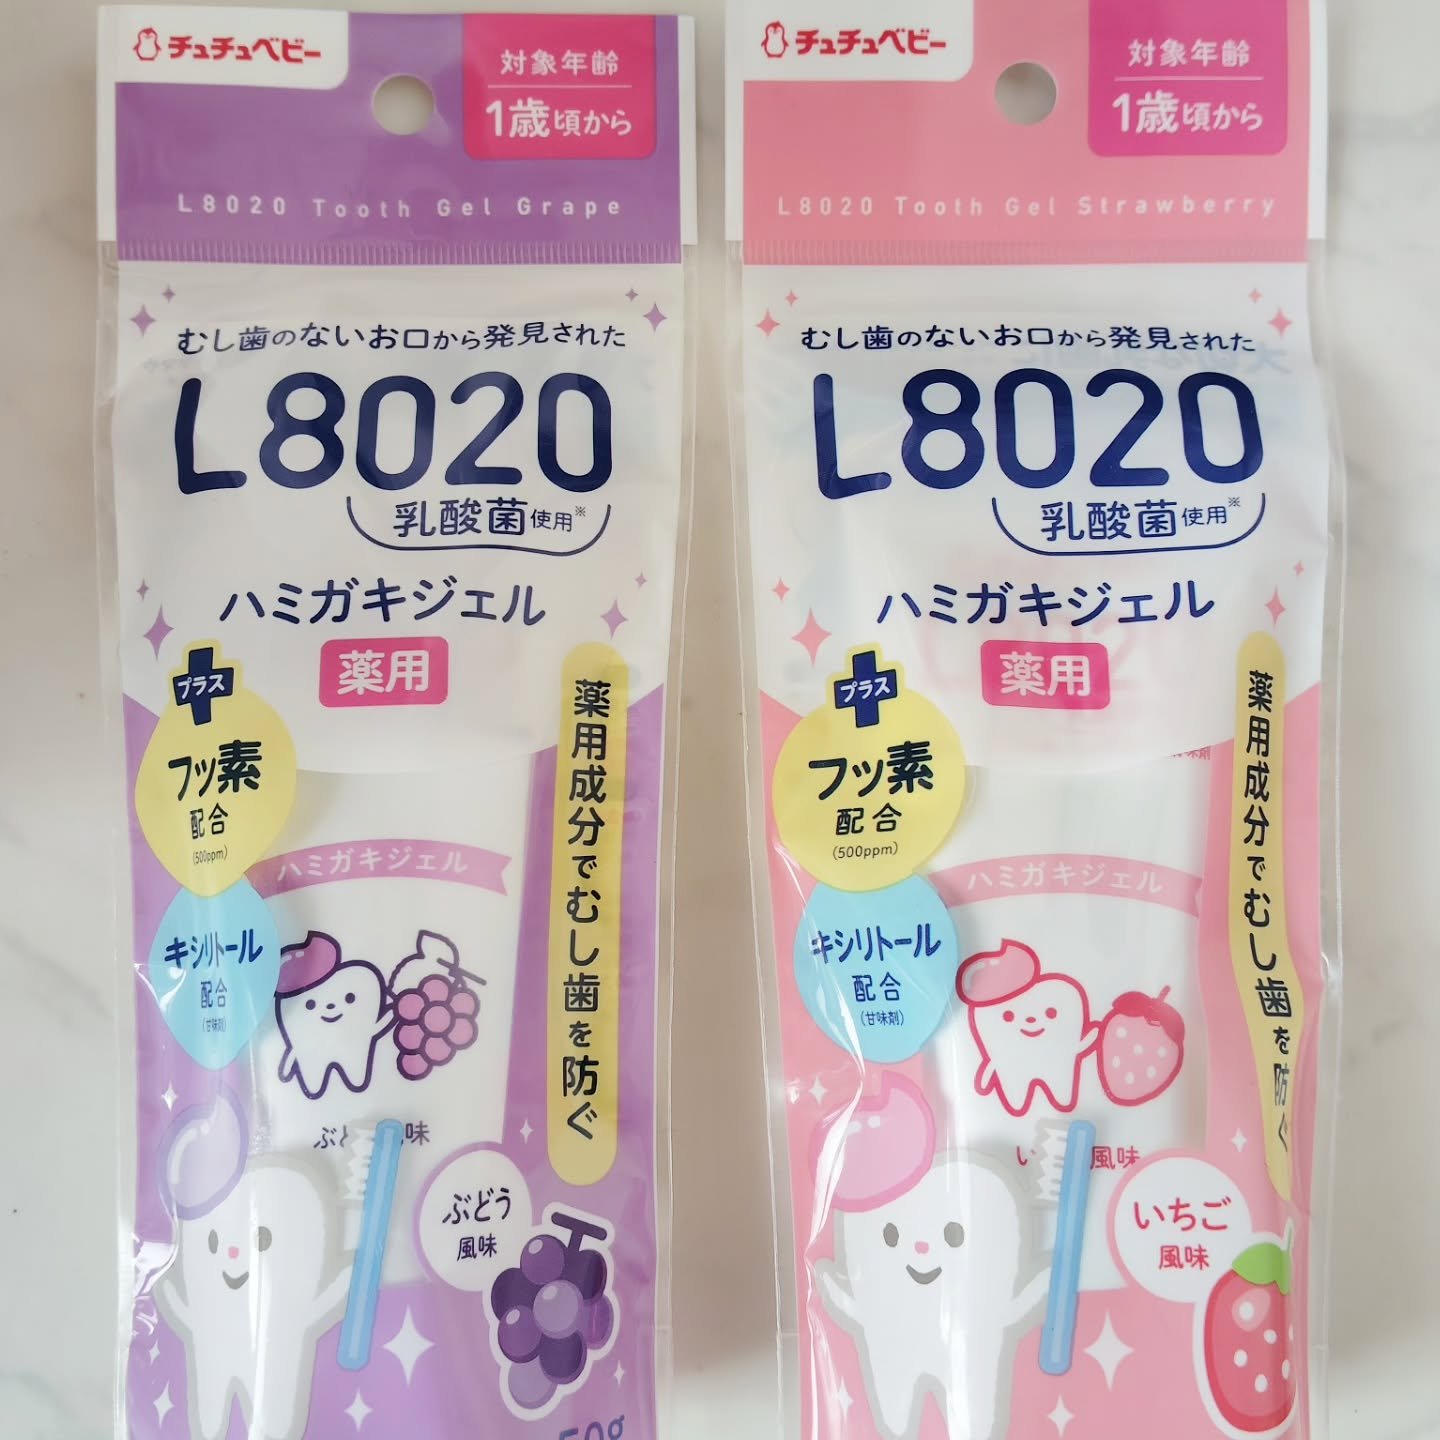 チュチュベビー
対象年齢
1歳頃から
L8020 Tooth Gel Grape
むし歯のないお口から発見された
L8020
乳酸菌使用※
ハミガキジェル
薬用
プラス
フッ素
配合
(500ppm)
キシリトール
配合
(甘味剤)
薬用成分でむし歯を防ぐ
ハミガキジェル
味
ぶどう
風味
50g
チュチュベビー
対象年齢
1歳頃から
L8020 Tooth Gel Strawberry
むし歯のないお口から発見された
L8020
乳酸菌使用※
ハミガキジェル
薬用
プラス
フッ素
配合
(500ppm)
キシリトール
配合
(甘味剤)
薬用成分でむし歯を防ぐ
ハミガキジェル
い 風味
いちご
風味